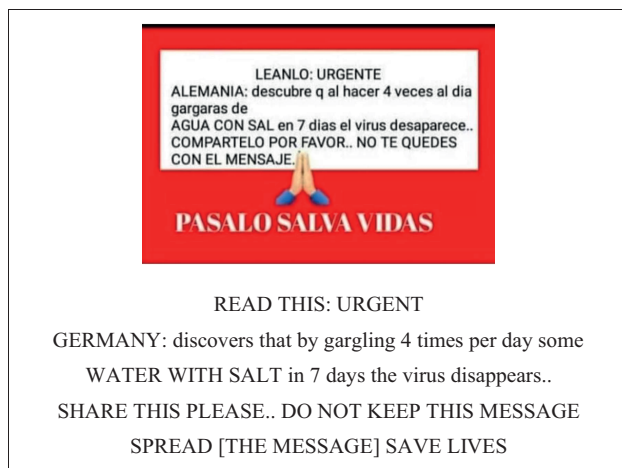 LEANLO: URGENTE
ALEMANIA: descubre q al hacer 4 veces al dia
gargaras de
AGUA CON SAL en 7 dias el virus desaparece..
COMPARTELO POR FAVOR.. NO TE QUEDES
CON EL MENSAJE.
PASALO SALVA VIDAS
READ THIS: URGENT
GERMANY: discovers that by gargling 4 times per day some
WATER WITH SALT in 7 days the virus disappears..
SHARE THIS PLEASE.. DO NOT KEEP THIS MESSAGE
SPREAD [THE MESSAGE] SAVE LIVES